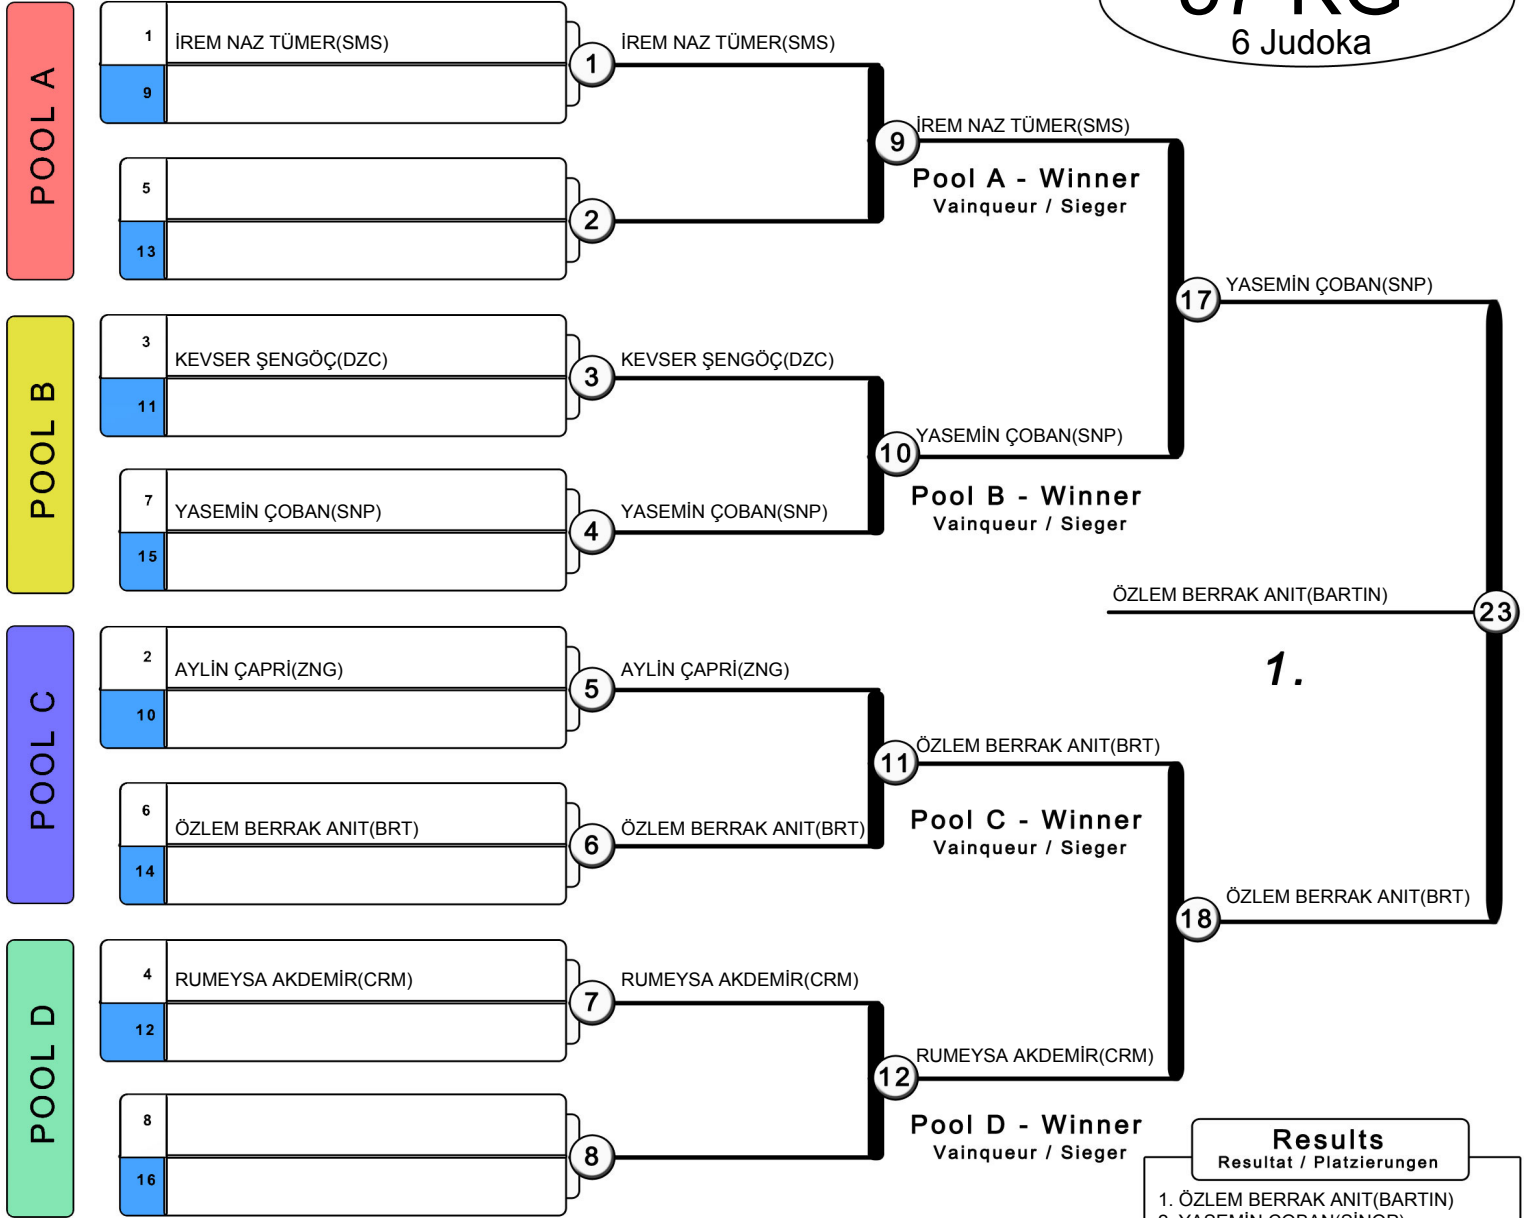 KG
6 Judoka
POOL A
1 İREM NAZ TÜMER(SMS)
9
5
13
1 İREM NAZ TÜMER(SMS)
2
9 İREM NAZ TÜMER(SMS)
Pool A - Winner
Vainqueur / Sieger
POOL B
3 KEVSER ŞENGÖÇ(DZC)
11
7 YASEMİN ÇOBAN(SNP)
15
3 KEVSER ŞENGÖÇ(DZC)
4 YASEMİN ÇOBAN(SNP)
10 YASEMİN ÇOBAN(SNP)
Pool B - Winner
Vainqueur / Sieger
17 YASEMİN ÇOBAN(SNP)
ÖZLEM BERRAK ANIT(BARTIN) 23
1.
POOL C
2 AYLİN ÇAPRİ(ZNG)
10
6 ÖZLEM BERRAK ANIT(BRT)
14
5 AYLİN ÇAPRİ(ZNG)
6 ÖZLEM BERRAK ANIT(BRT)
11 ÖZLEM BERRAK ANIT(BRT)
Pool C - Winner
Vainqueur / Sieger
18 ÖZLEM BERRAK ANIT(BRT)
POOL D
4 RUMEYSA AKDEMİR(CRM)
12
8
16
7 RUMEYSA AKDEMİR(CRM)
8
12 RUMEYSA AKDEMİR(CRM)
Pool D - Winner
Vainqueur / Sieger
Results
Resultat / Platzierungen
1. ÖZLEM BERRAK ANIT(BARTIN)
2. YASEMİN ÇOBAN(SİNOP)